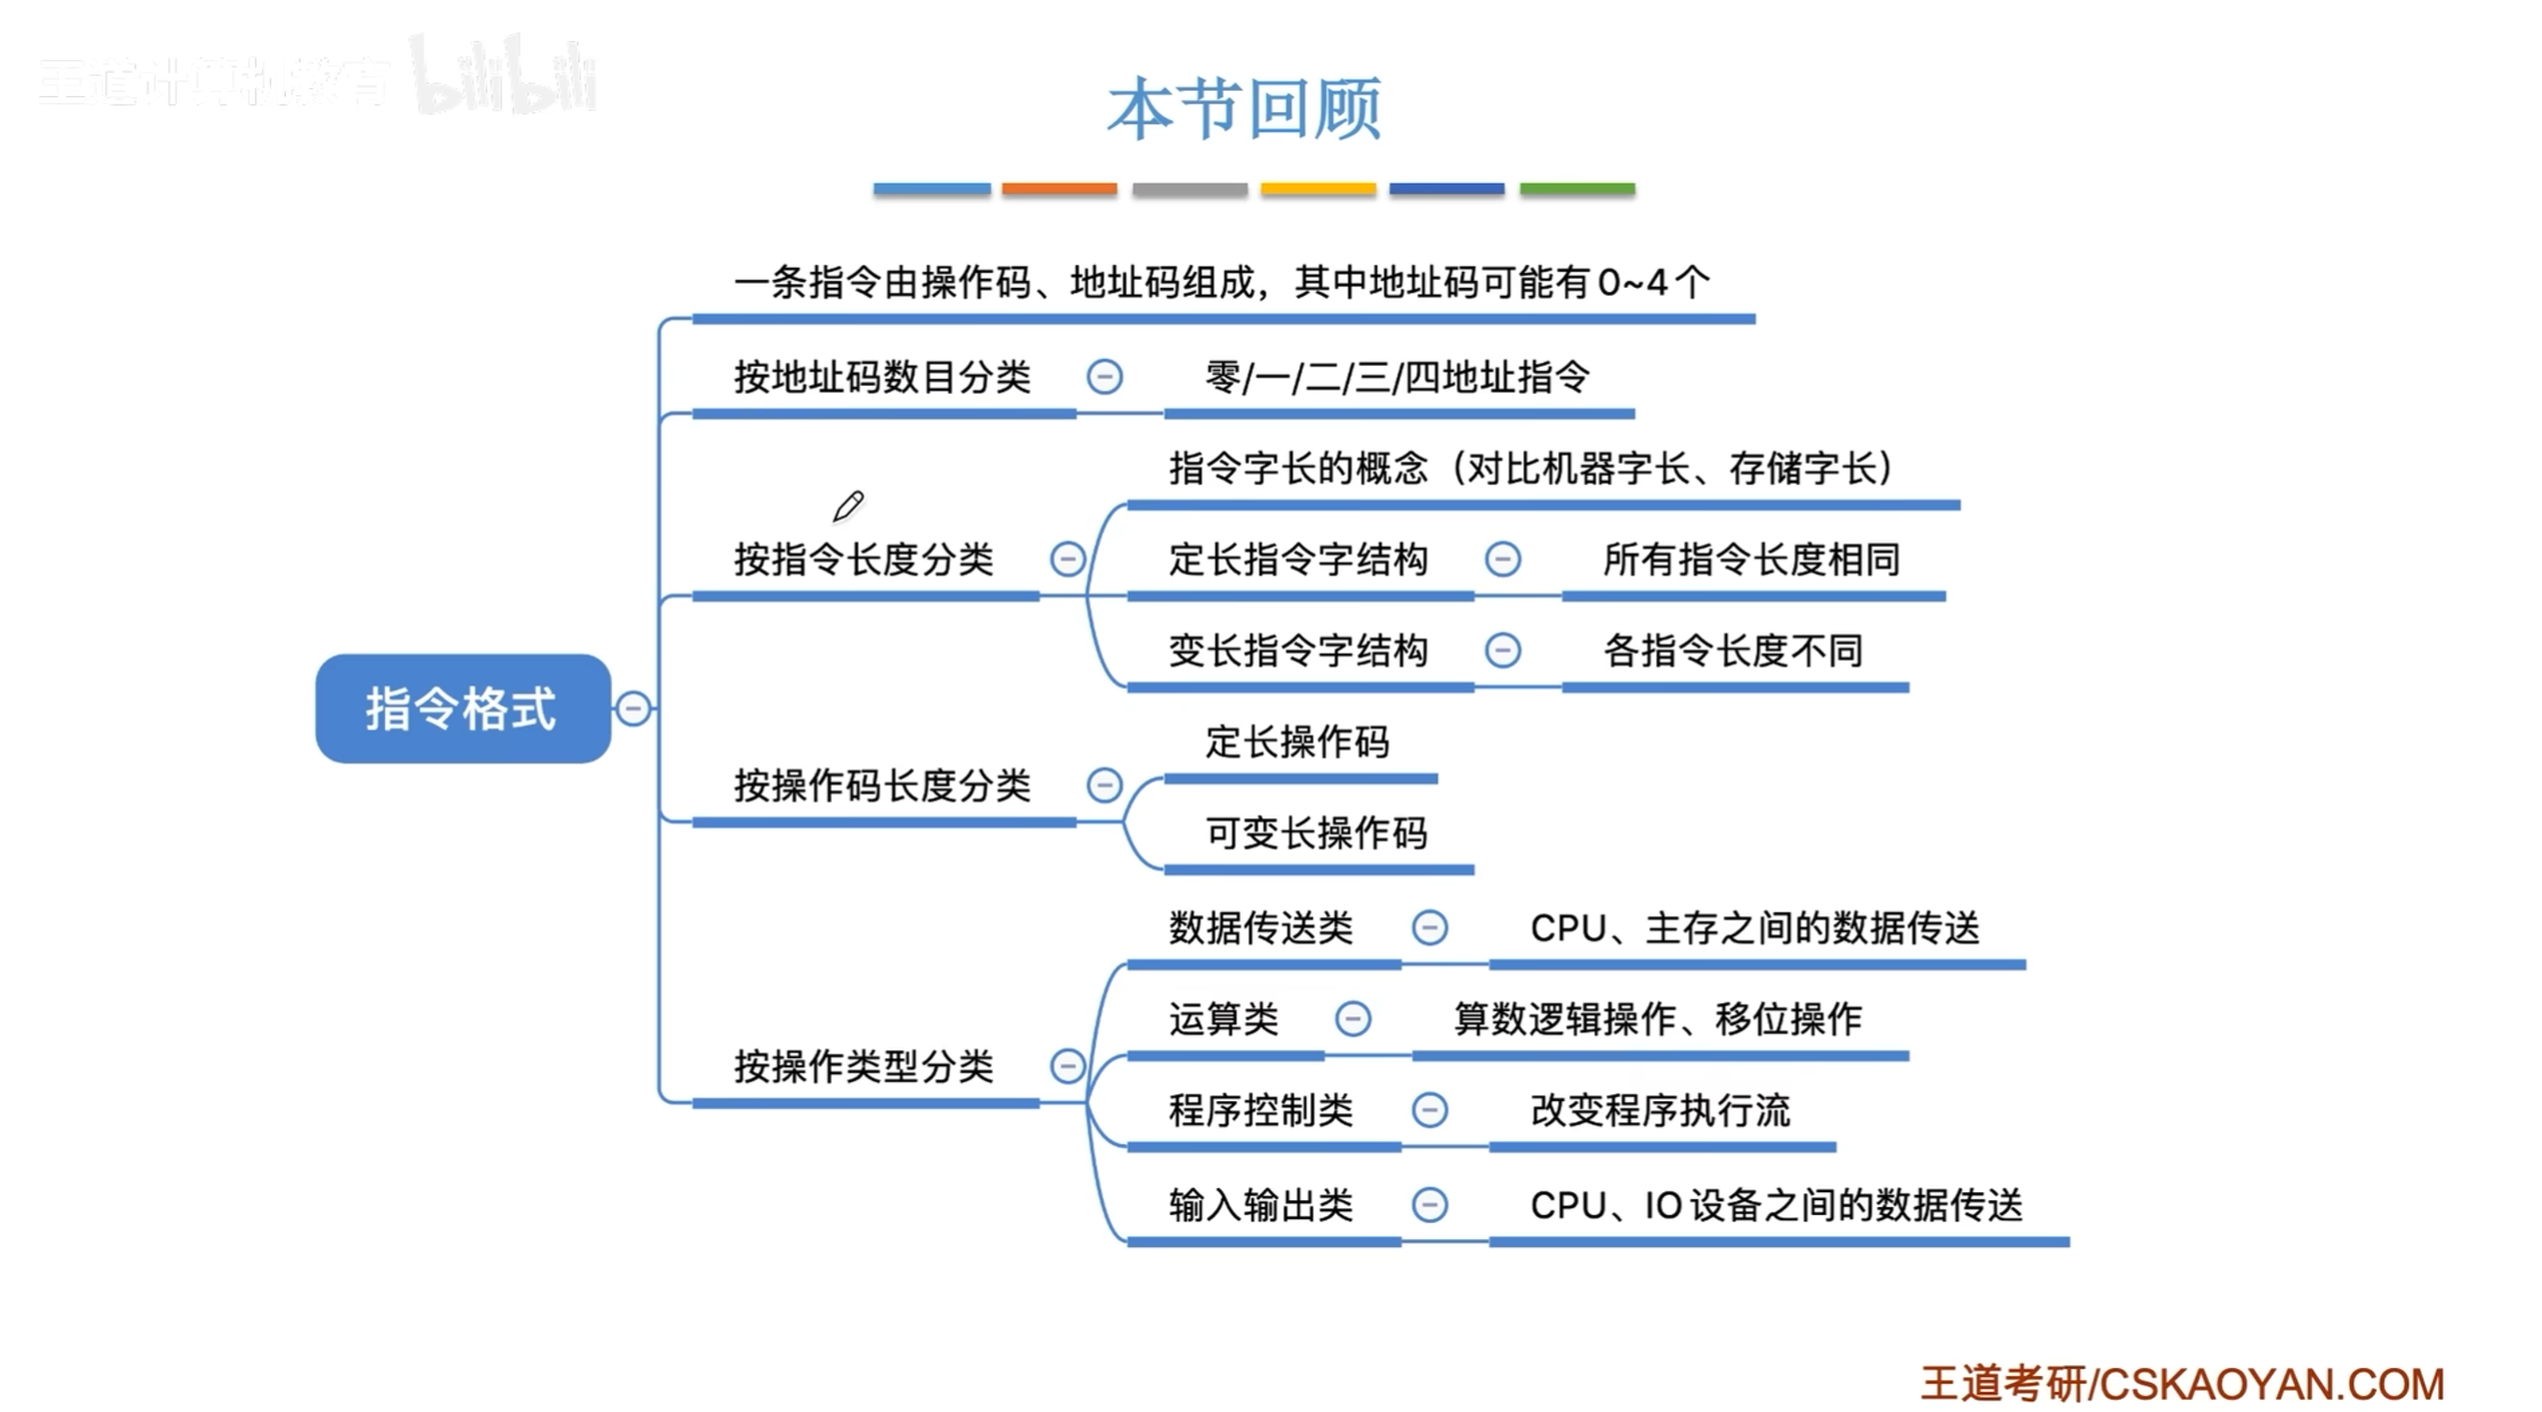 王道计算机教育 bilibili
本节回顾
一条指令由操作码、地址码组成，其中地址码可能有0~4个
按地址码数目分类
零/一/二/三/四地址指令
指令字长的概念（对比机器字长、存储字长）
按指令长度分类
定长指令字结构
所有指令长度相同
变长指令字结构
各指令长度不同
指令格式
定长操作码
按操作码长度分类
可变长操作码
数据传送类
CPU、主存之间的数据传送
运算类
算数逻辑操作、移位操作
按操作类型分类
程序控制类
改变程序执行流
输入输出类
CPU、IO设备之间的数据传送
王道考研/CSKAOYAN.COM